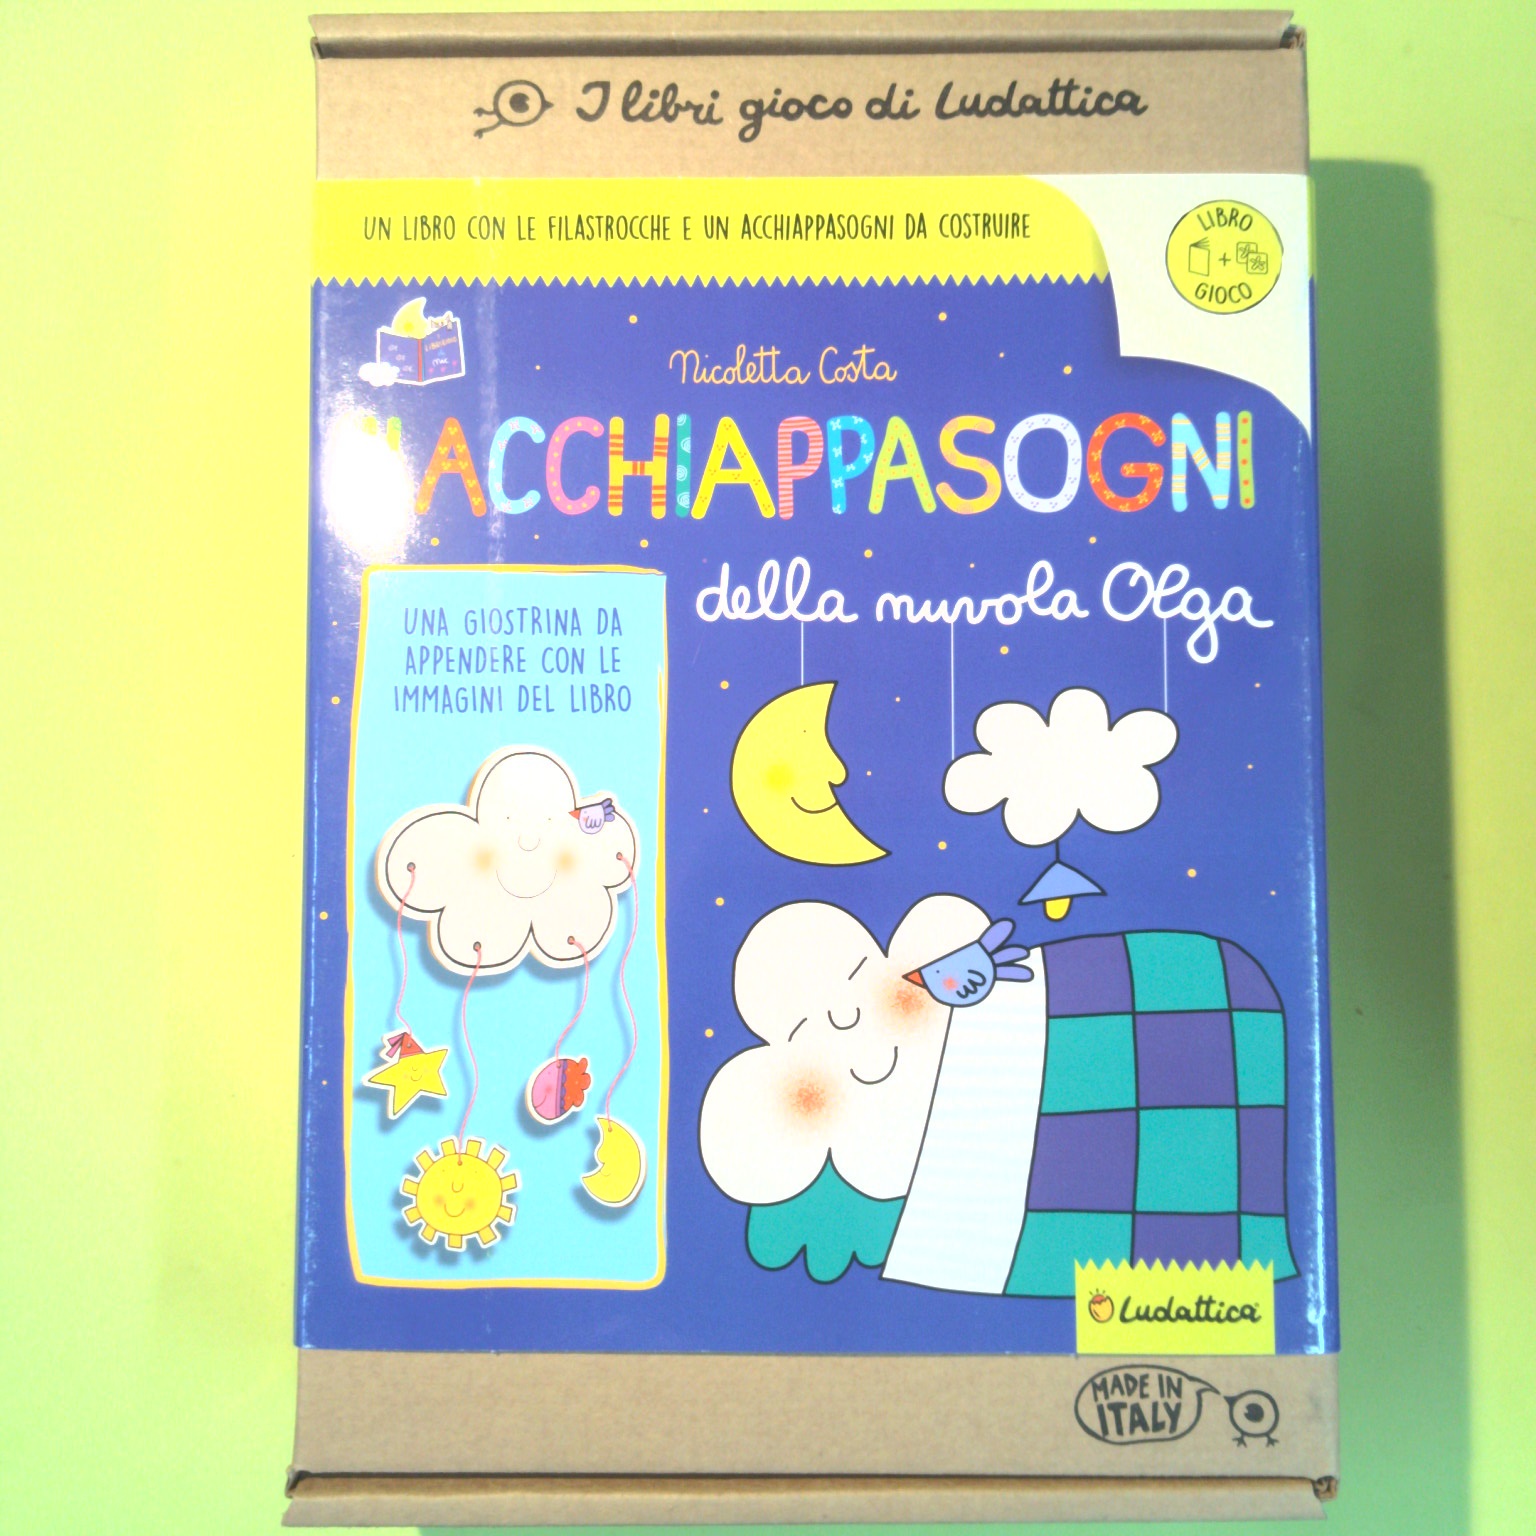 I libri gioco di Ludattica
UN LIBRO CON LE FILASTROCCHE E UN ACCHIAPPASOGNI DA COSTRUIRE
LIBRO
+
GIOCO
Nicoletta Costa
ACCHIAPPASOGNI
della nuvola Olga
UNA GIOSTRINA DA
APPENDERE CON LE
IMMAGINI DEL LIBRO
Ludattica
MADE IN
ITALY